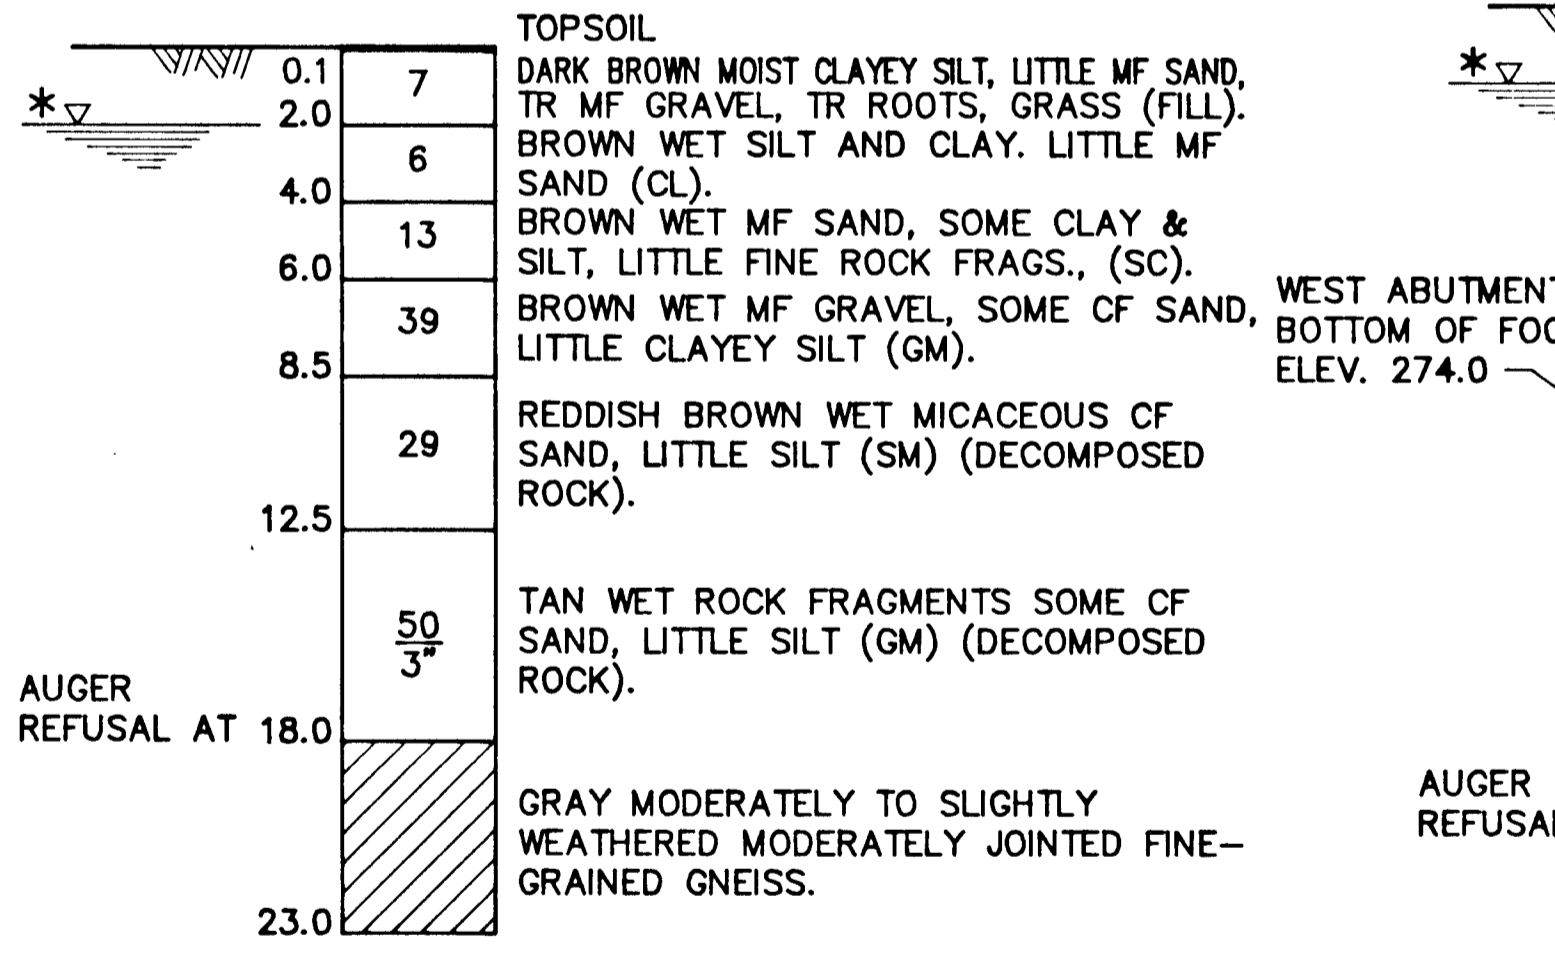 TOPSOIL
0.1
7
DARK BROWN MOIST CLAYEY SILT, LITTLE MF SAND,
TR MF GRAVEL, TR ROOTS, GRASS (FILL).
*
2.0
6
BROWN WET SILT AND CLAY. LITTLE MF
SAND (CL).
4.0
13
BROWN WET MF SAND, SOME CLAY &
SILT, LITTLE FINE ROCK FRAGS., (SC).
6.0
39
BROWN WET MF GRAVEL, SOME CF SAND,
LITTLE CLAYEY SILT (GM).
8.5
29
REDDISH BROWN WET MICACEOUS CF
SAND, LITTLE SILT (SM) (DECOMPOSED
ROCK).
12.5
50
3"
TAN WET ROCK FRAGMENTS SOME CF
SAND, LITTLE SILT (GM) (DECOMPOSED
ROCK).
AUGER
REFUSAL AT 18.0
GRAY MODERATELY TO SLIGHTLY
WEATHERED MODERATELY JOINTED FINE-
GRAINED GNEISS.
23.0
*
WEST ABUTMENT
BOTTOM OF
ELEV. 274.0
AUGER